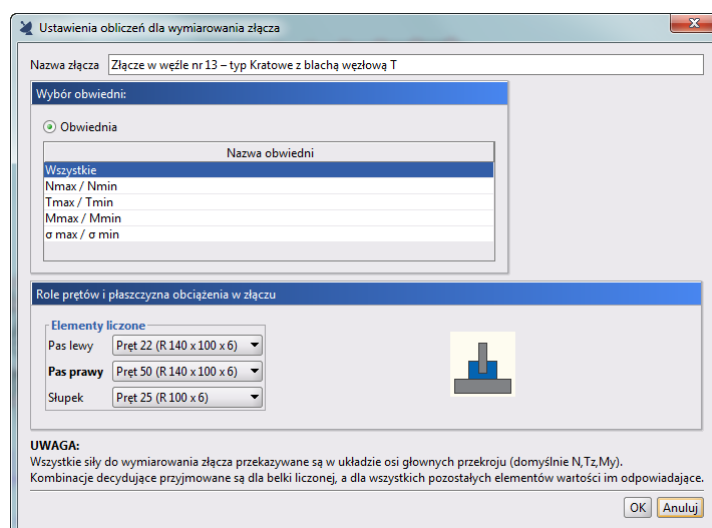 Ustawienia obliczeń dla wymiarowania złącza
Nazwa złącza Złącze w węźle nr 13 – typ Kratowe z blachą węzłową T
Wybór obwiedni:
Obwiednia
Nazwa obwiedni
Wszystkie
Nmax / Nmin
Tmax / Tmin
Mmax / Mmin
σ max / σ min
Role prętów i płaszczyzna obciążenia w złączu
Elementy liczone
Pas lewy Pręt 22 (R 140 x 100 x 6)
Pas prawy Pręt 50 (R 140 x 100 x 6)
Słupek Pręt 25 (R 100 x 6)
UWAGA:
Wszystkie siły do wymiarowania złącza przekazywane są w układzie osi głownych przekroju (domyślnie N,Tz,My).
Kombinacje decydujące przyjmowane są dla belki liczonej, a dla wszystkich pozostałych elementów wartości im odpowiadające.
OK Anuluj